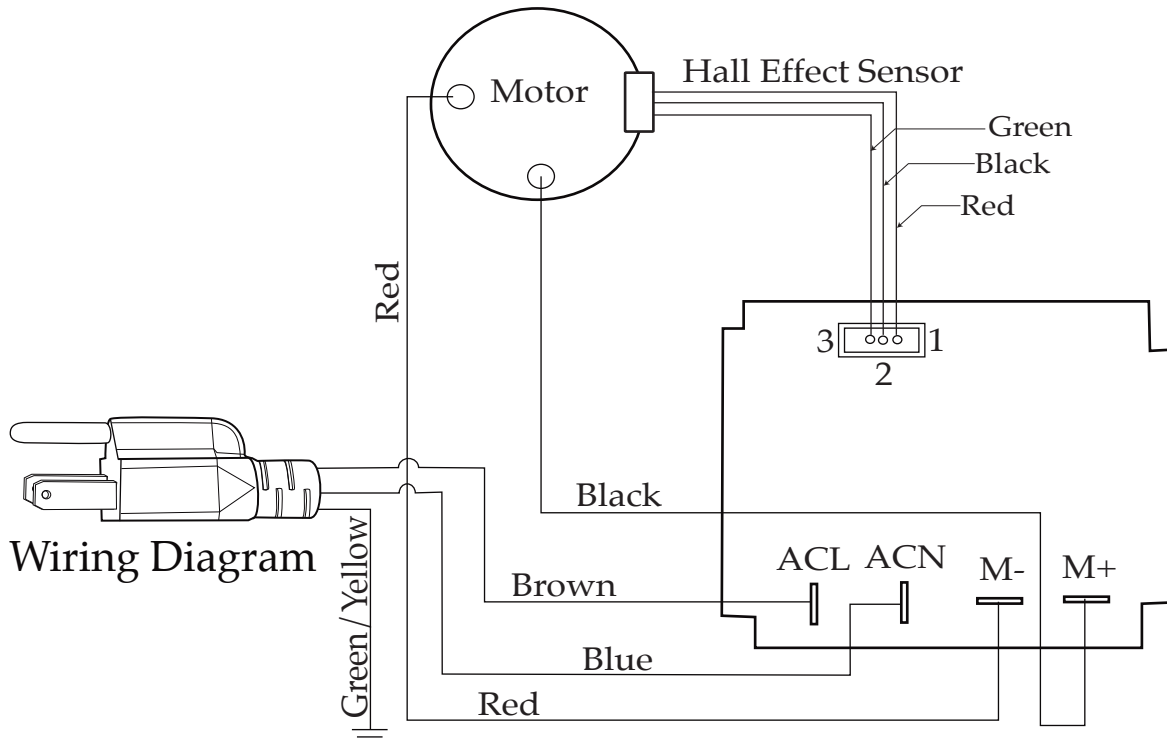 Hall Effect Sensor
Motor
Green
Black
Red
Red
3
1
2
Black
Wiring Diagram
Green / Yellow
ACL
ACN
M-
M+
Brown
Blue
Red